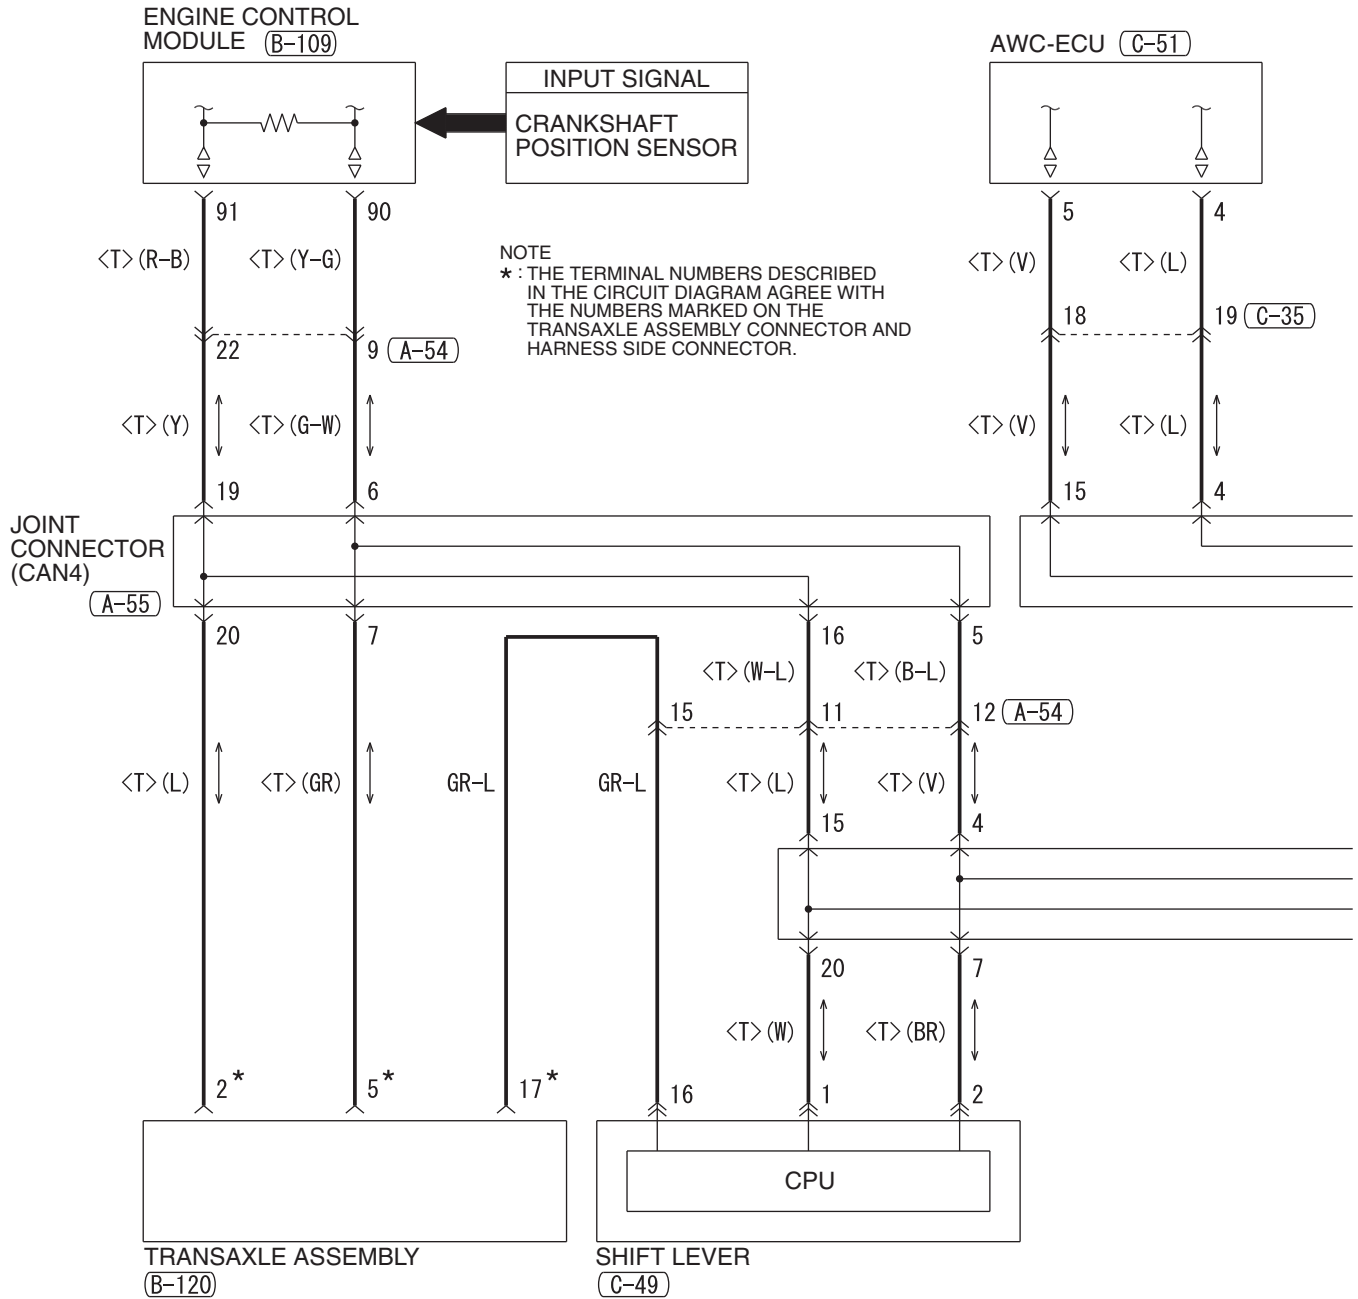 ENGINE CONTROL
MODULE (B-109)
AWC-ECU (C-51)
INPUT SIGNAL
CRANKSHAFT
POSITION SENSOR
91
90
5
4
<T>(R-B)
<T>(Y-G)
<T>(V)
<T>(L)
NOTE
* : THE TERMINAL NUMBERS DESCRIBED
IN THE CIRCUIT DIAGRAM AGREE WITH
THE NUMBERS MARKED ON THE
TRANSAXLE ASSEMBLY CONNECTOR AND
HARNESS SIDE CONNECTOR.
18
19 (C-35)
22
9 (A-54)
<T>(Y)
<T>(G-W)
<T>(V)
<T>(L)
19
6
15
4
JOINT
CONNECTOR
(CAN4)
(A-55)
20
7
16
5
<T>(W-L)
<T>(B-L)
15
11
12 (A-54)
<T>(L)
<T>(GR)
GR-L
GR-L
<T>(L)
<T>(V)
15
4
20
7
<T>(W)
<T>(BR)
2*
5*
17*
16
1
2
CPU
TRANSAXLE ASSEMBLY
(B-120)
SHIFT LEVER
(C-49)